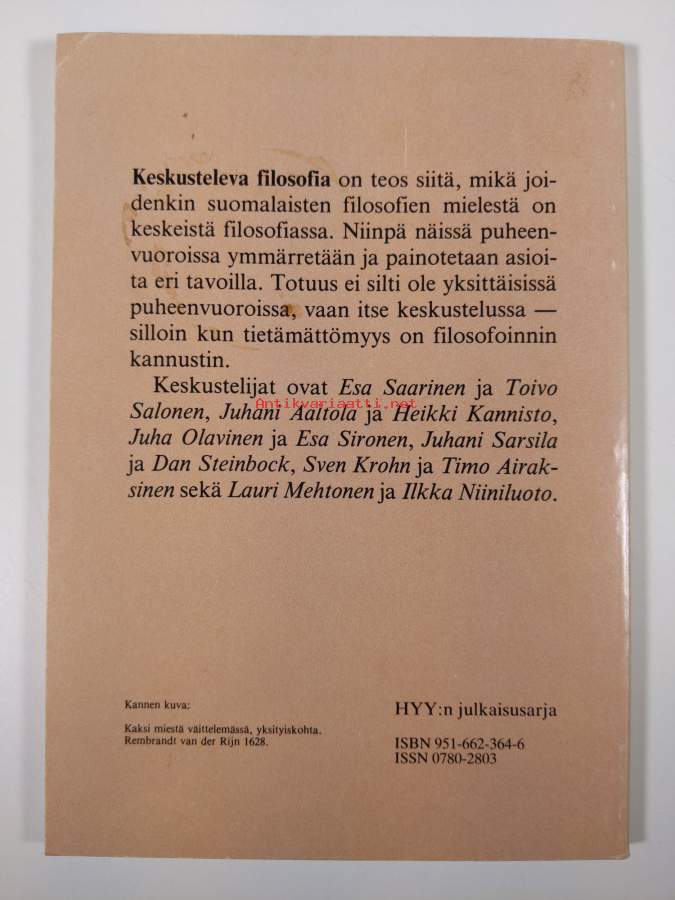 Keskusteleva filosofia on teos siitä, mikä joi-
denkin suomalaisten filosofien mielestä on
keskeistä filosofiassa. Niinpä näissä puheen-
vuoroissa ymmärretään ja painotetaan asioi-
ta eri tavoilla. Totuus ei silti ole yksittäisissä
puheenvuoroissa, vaan itse keskustelussa —
silloin kun tietämättömyys on filosofoinnin
kannustin.
Keskustelijat ovat Esa Saarinen ja Toivo
Salonen, Juhani Aaltola ja Heikki Kannisto,
Antikvariaatti.net
Juha Olavinen ja Esa Sironen, Juhani Sarsila
ja Dan Steinbock, Sven Krohn ja Timo Airak-
sinen sekä Lauri Mehtonen ja Ilkka Niiniluoto.
Kannen kuva:
Kaksi miestä väittelemässä, yksityiskohta.
Rembrandt van der Rijn 1628.
HYY:n julkaisusarja
ISBN 951-662-364-6
ISSN 0780-2803